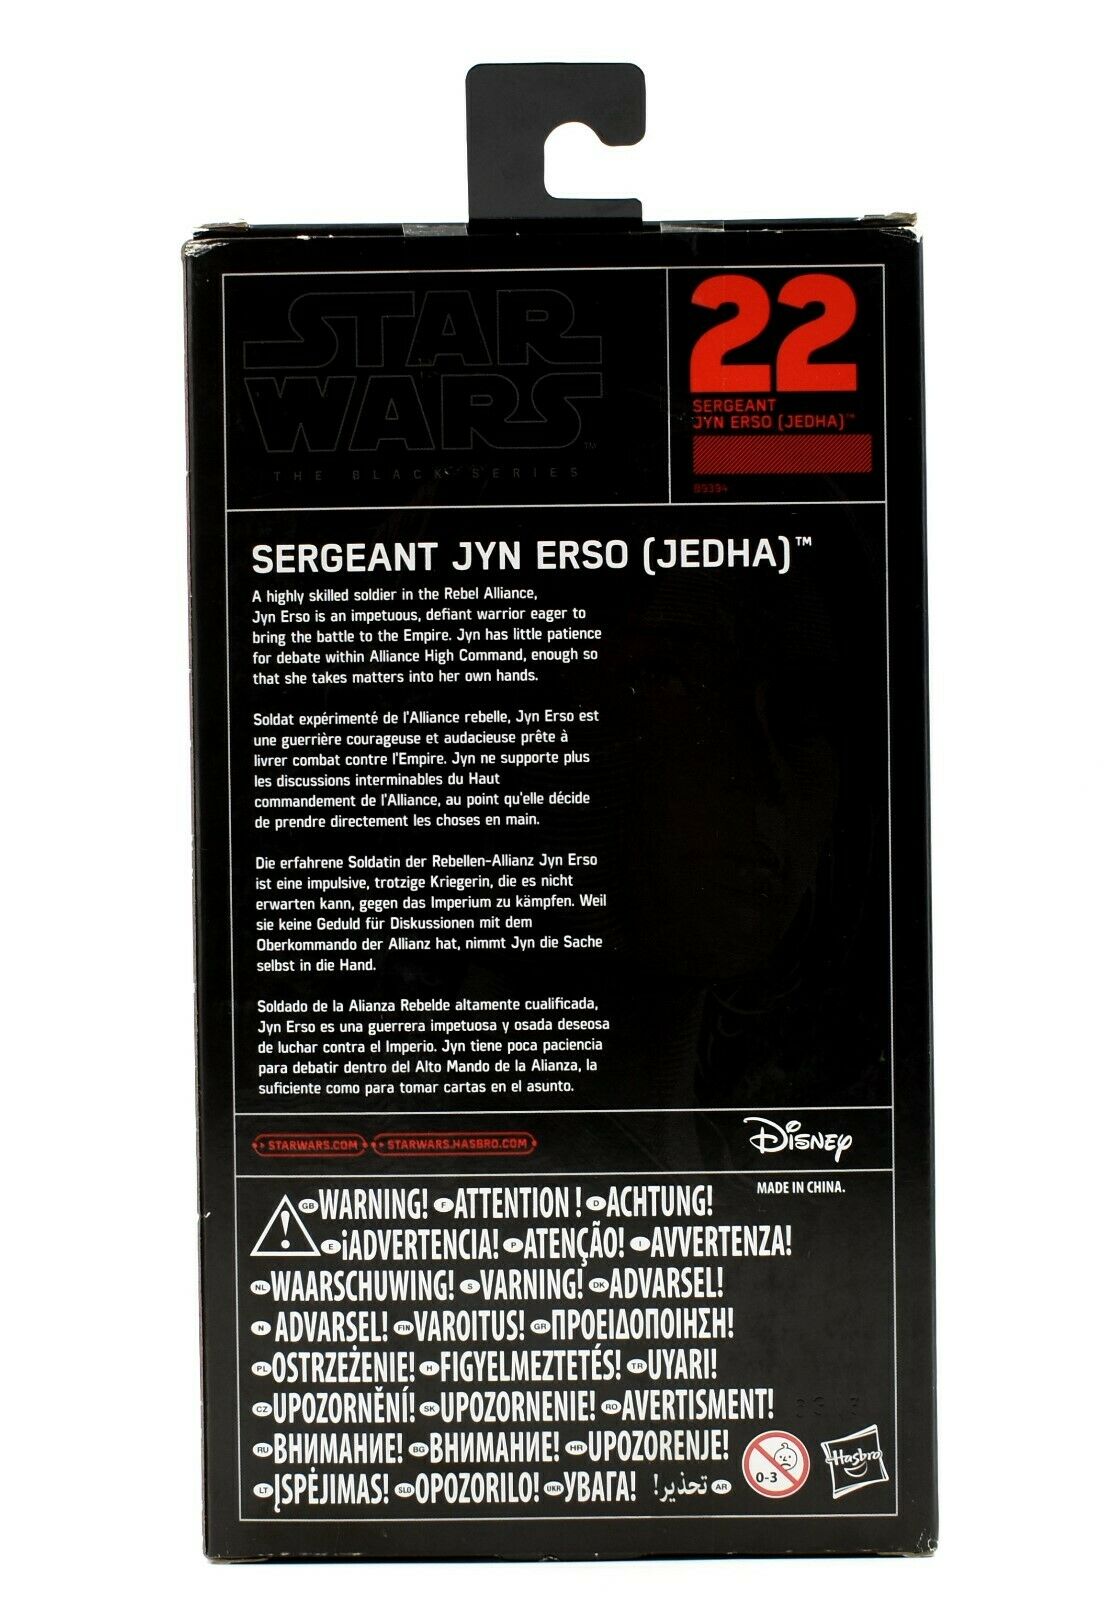 STAR
WARS™
THE BLACK SERIES
22
SERGEANT
JYN ERSO (JEDHA)™
B9394
SERGEANT JYN ERSO (JEDHA)™
A highly skilled soldier in the Rebel Alliance,
Jyn Erso is an impetuous, defiant warrior eager to
bring the battle to the Empire. Jyn has little patience
for debate within Alliance High Command, enough so
that she takes matters into her own hands.
Soldat expérimenté de l'Alliance rebelle, Jyn Erso est
une guerrière courageuse et audacieuse prête à
livrer combat contre l'Empire. Jyn ne supporte plus
les discussions interminables du Haut
commandement de l'Alliance, au point qu'elle décide
de prendre directement les choses en main.
Die erfahrene Soldatin der Rebellen-Allianz Jyn Erso
ist eine impulsive, trotzige Kriegerin, die es nicht
erwarten kann, gegen das Imperium zu kämpfen. Weil
sie keine Geduld für Diskussionen mit dem
Oberkommando der Allianz hat, nimmt Jyn die Sache
selbst in die Hand.
Soldado de la Alianza Rebelde altamente cualificada,
Jyn Erso es una guerrera impetuosa y osada deseosa
de luchar contra el Imperio. Jyn tiene poca paciencia
para debatir dentro del Alto Mando de la Alianza, la
suficiente como para tomar cartas en el asunto.
STARWARS.COM STARWARS.HASBRO.COM
Disney
MADE IN CHINA.
GB WARNING! F ATTENTION ! D ACHTUNG!
E ¡ADVERTENCIA! P ATENÇÃO! I AVVERTENZA!
NL WAARSCHUWING! S VARNING! DK ADVARSEL!
N ADVARSEL! FIN VAROITUS! GR ΠΡΟΕΙΔΟΠΟΙΗΣΗ!
PL OSTRZEŻENIE! H FIGYELMEZTETÉS! TR UYARI!
CZ UPOZORNĚNÍ! SK UPOZORNENIE! RO AVERTISMENT!
RU ВНИМАНИЕ! BG ВНИМАНИЕ! HR UPOZORENJE!
LT ĮSPĖJIMAS! SLO OPOZORILO! UKR УВАГА! تحذير! AR
0-3
Hasbro